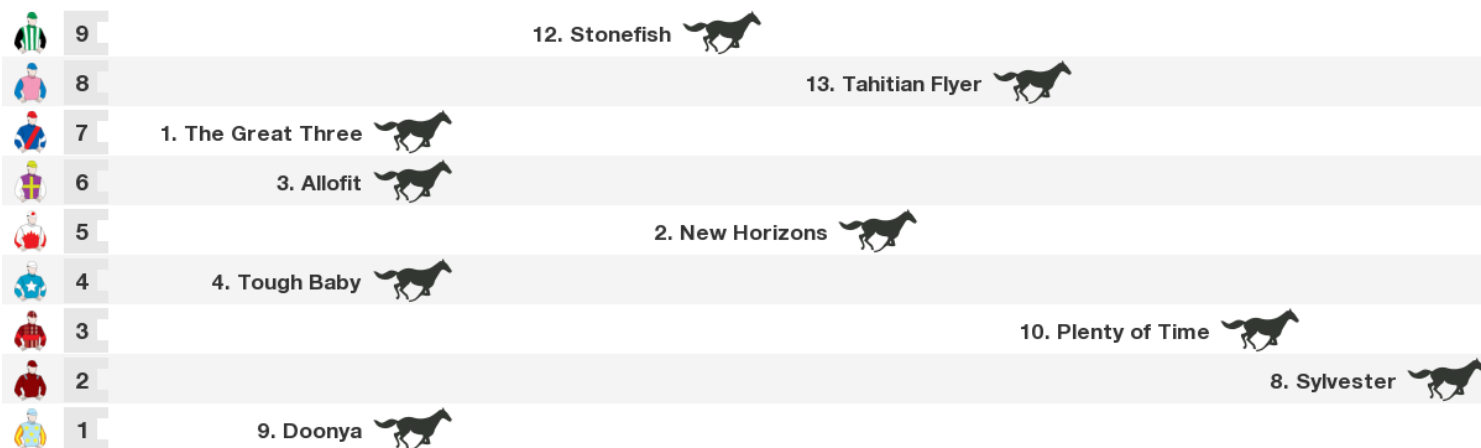 9 12. Stonefish
8 13. Tahitian Flyer
7 1. The Great Three
6 3. Allofit
5 2. New Horizons
4 4. Tough Baby
3 10. Plenty of Time
2 8. Sylvester
1 9. Doonya